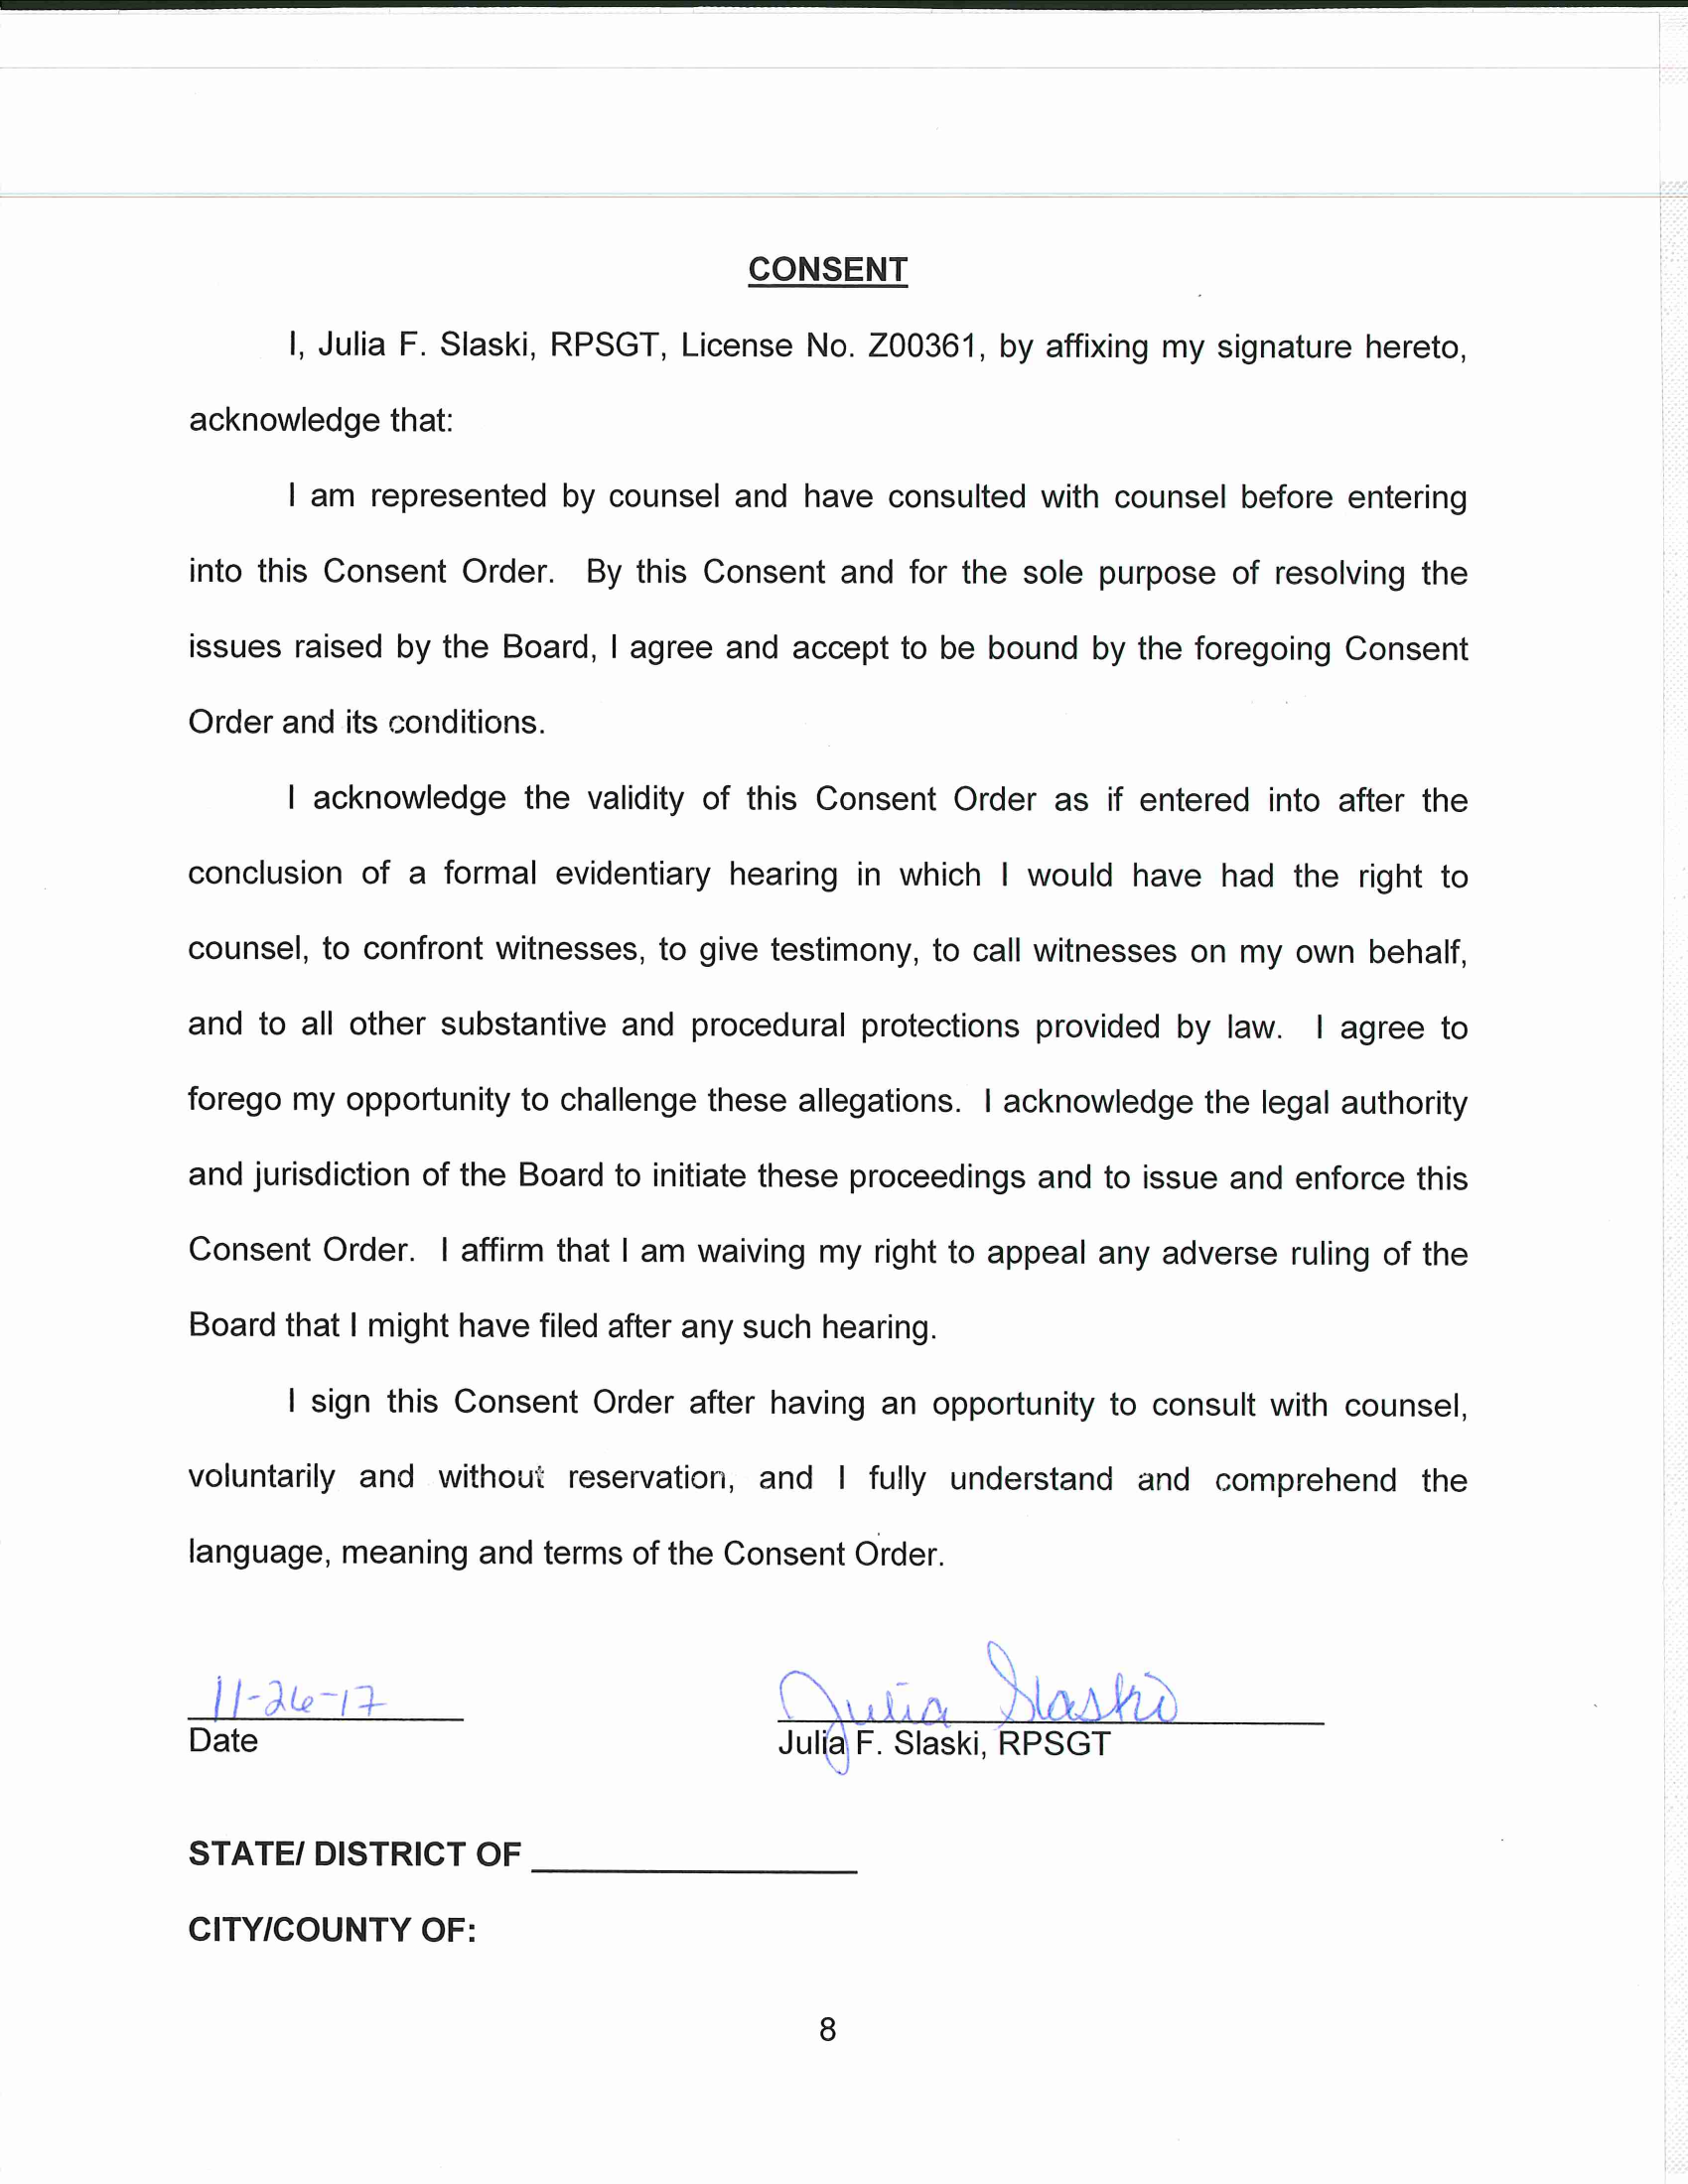 CONSENT
I, Julia F. Slaski, RPSGT, License No. Z00361, by affixing my signature hereto,
acknowledge that:
I am represented by counsel and have consulted with counsel before entering
into this Consent Order. By this Consent and for the sole purpose of resolving the
issues raised by the Board, I agree and accept to be bound by the foregoing Consent
Order and its conditions.
I acknowledge the validity of this Consent Order as if entered into after the
conclusion of a formal evidentiary hearing in which I would have had the right to
counsel, to confront witnesses, to give testimony, to call witnesses on my own behalf,
and to all other substantive and procedural protections provided by law. I agree to
forego my opportunity to challenge these allegations. I acknowledge the legal authority
and jurisdiction of the Board to initiate these proceedings and to issue and enforce this
Consent Order. I affirm that I am waiving my right to appeal any adverse ruling of the
Board that I might have filed after any such hearing.
I sign this Consent Order after having an opportunity to consult with counsel,
voluntarily and without reservation, and I fully understand and comprehend the
language, meaning and terms of the Consent Order.
11-26-17 Julia Slaski
Date Julia F. Slaski, RPSGT
STATE/ DISTRICT OF
CITY/COUNTY OF:
8